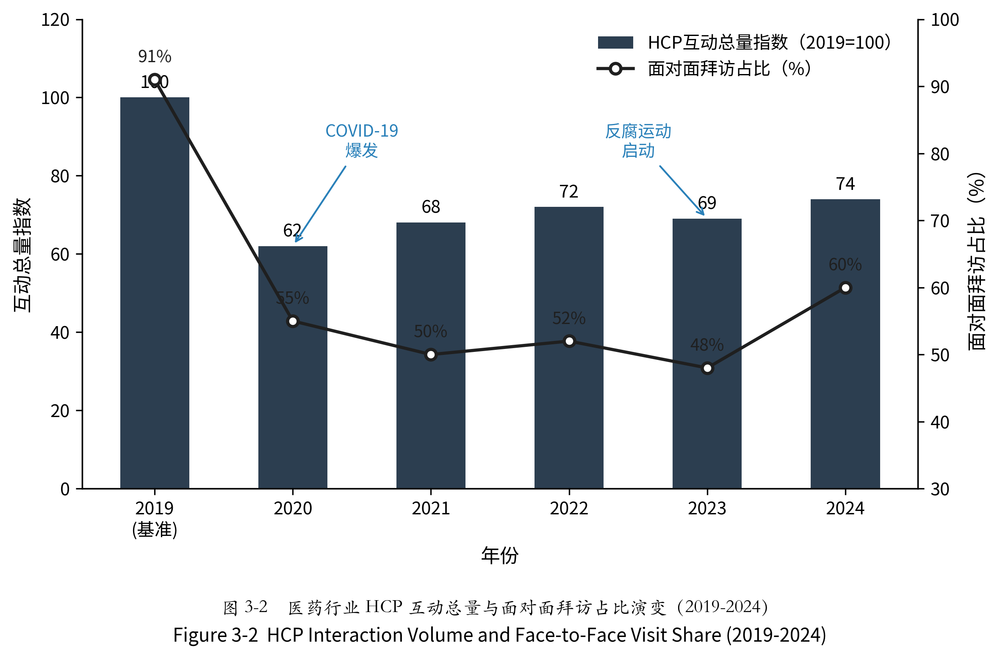 120
100
80
60
40
20
0
互动总量指数
100
90
80
70
60
50
40
30
面对面拜访占比（%）
HCP互动总量指数（2019=100）
面对面拜访占比（%）
91%
100
COVID-19
爆发
反腐运动
启动
62
68
72
69
74
55%
50%
52%
48%
60%
2019
(基准)
2020
2021
2022
2023
2024
年份
图 3-2　医药行业 HCP 互动总量与面对面拜访占比演变（2019-2024）
Figure 3-2  HCP Interaction Volume and Face-to-Face Visit Share (2019-2024)